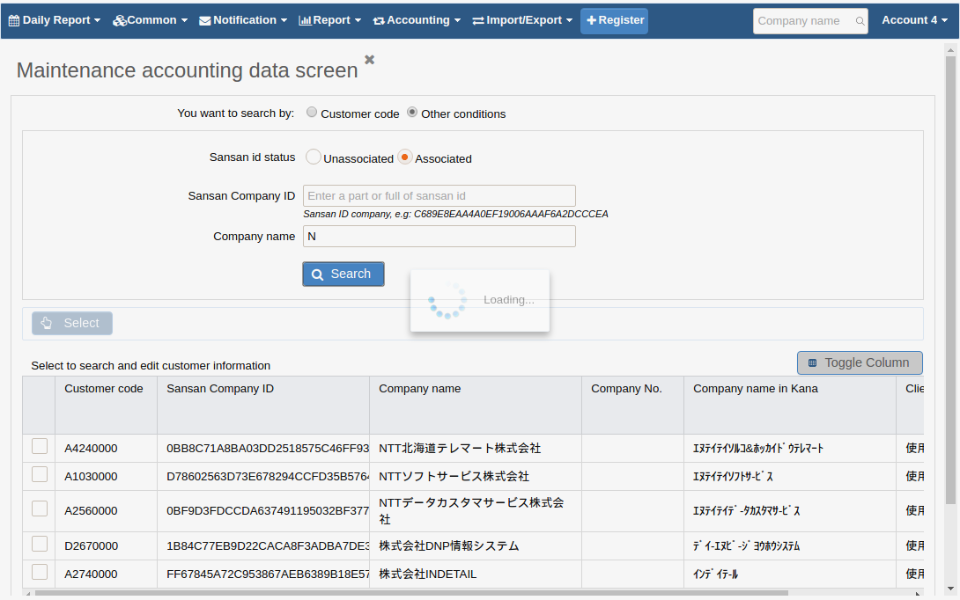 Daily Report Common Notification Report Accounting Import/Export Register Company name Account 4
Maintenance accounting data screen
You want to search by: Customer code Other conditions
Sansan id status Unassociated Associated
Sansan Company ID Enter a part or full of sansan id
Sansan ID company, e.g: C689E8EAA4A0EF19006AAAF6A2DCCCEA
Company name N
Search
Loading...
Select
Select to search and edit customer information Toggle Column
Customer code Sansan Company ID Company name Company No. Company name in Kana Clie
A4240000 0BB8C71A8BA03DD2518575C46FF93 NTT北海道テレマート株式会社 ｴﾇﾃｲﾃｲｿﾙｺ&ﾎｯｶｲﾄﾞｳﾃﾚﾏｰﾄ 使用
A1030000 D78602563D73E678294CCFD35B576 NTTソフトサービス株式会社 ｴﾇﾃｲﾃｲｿﾌﾄｻｰﾋﾞｽ 使用
A2560000 0BF9D3FDCCDA637491195032BF377 NTTデータカスタマサービス株式会
社 ｴﾇﾃｲﾃｲﾃﾞｰﾀｶｽﾀﾏｻｰﾋﾞｽ 使用
D2670000 1B84C77EB9D22CACA8F3ADBA7DE3 株式会社DNP情報システム ﾃﾞｲｰｴﾇﾋﾟｰｼﾞﾖｳﾎｳｼｽﾃﾑ 使用
A2740000 FF67845A72C953867AEB6389B18E57 株式会社INDETAIL ｲﾝﾃﾞｲﾃｰﾙ 使用